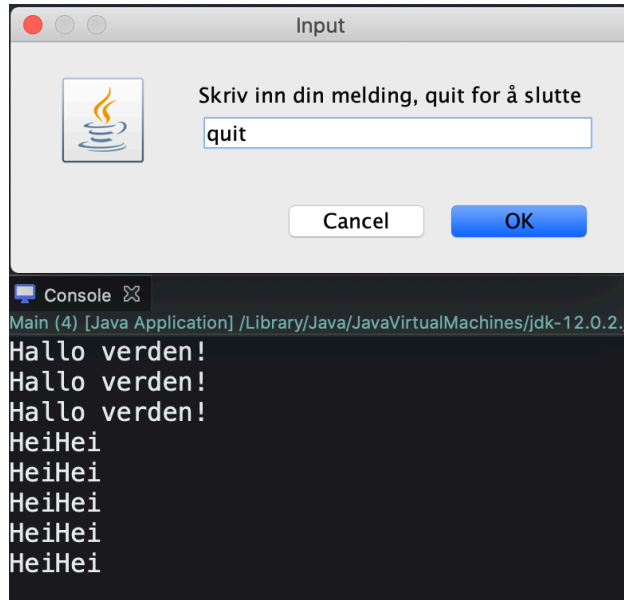 Input
Skriv inn din melding, quit for å slutte
quit
Cancel OK
Console
Main (4) [Java Application] /Library/Java/JavaVirtualMachines/jdk-12.0.2.
Hallo verden!
Hallo verden!
Hallo verden!
HeiHei
HeiHei
HeiHei
HeiHei
HeiHei